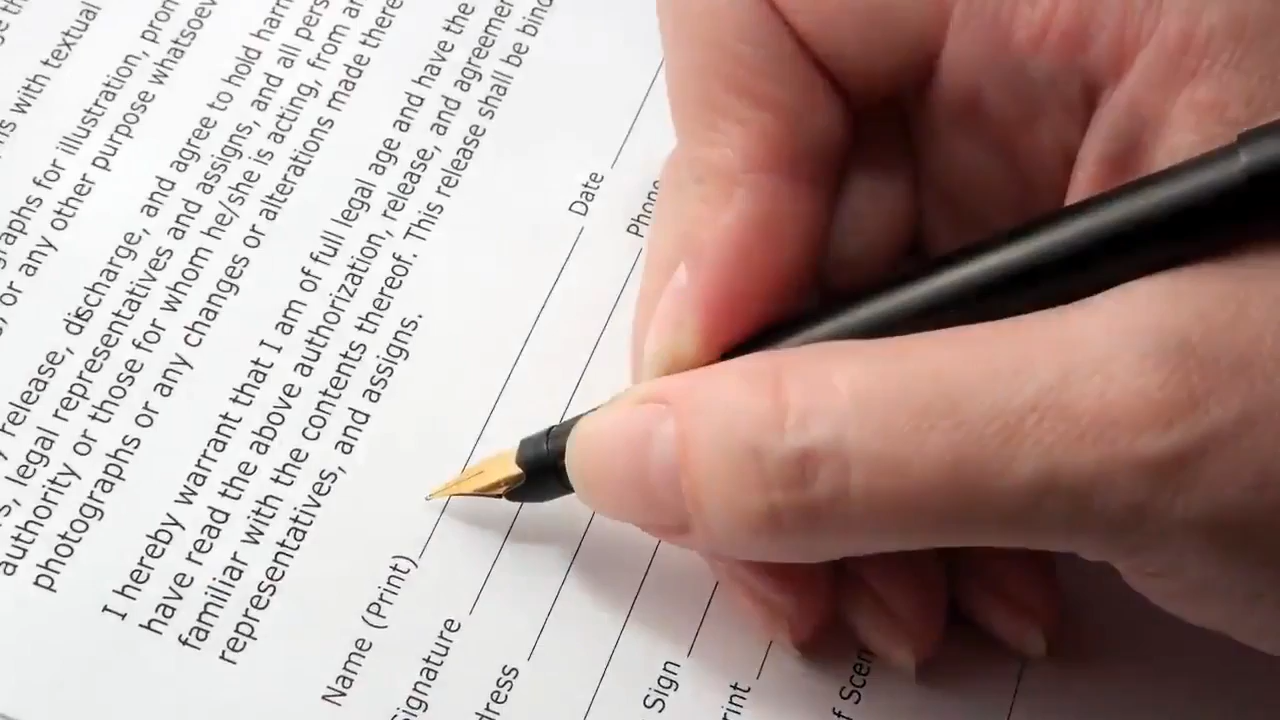 his with textual
graphs for illustration, prom
or any other purpose whatsoev
release, discharge, and agree to hold harm
legal representatives and assigns, and all pers
authority or those for whom he/she is acting, from an
photographs or any changes or alterations made there
I hereby warrant that I am of full legal age and have the
have read the above authorization, release, and agreemen
familiar with the contents thereof. This release shall be bind
representatives, and assigns.
Name (Print) Date
Signature Phone
dress
Sign
rint
f Scen